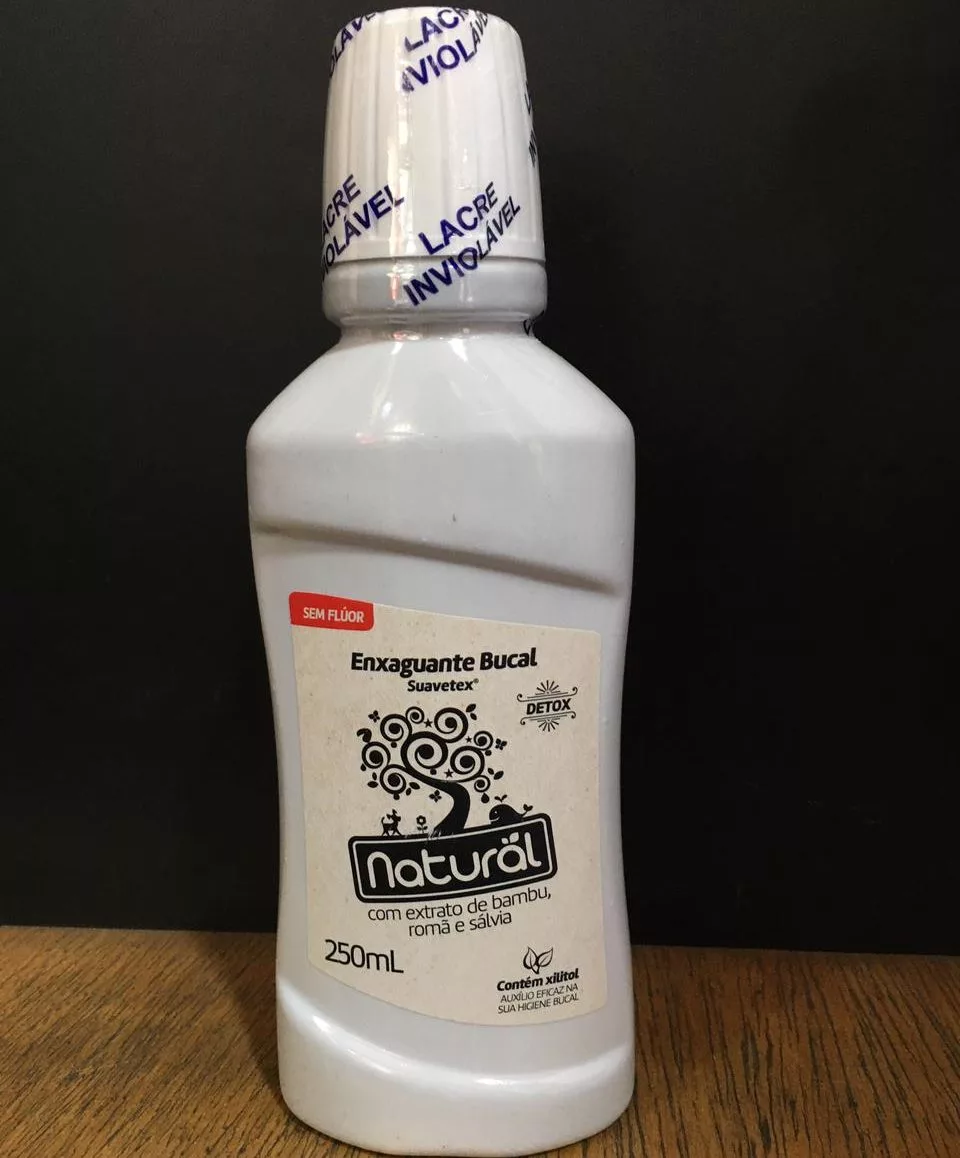 LACRE
INVIOLÁVEL
LACRE
INVIOLÁVEL
SEM FLÚOR
Enxaguante Bucal
Suavetex®
DETOX
naturäl
com extrato de bambu,
romã e sálvia
250mL
Contém xilitol
AUXÍLIO EFICAZ NA
SUA HIGIENE BUCAL